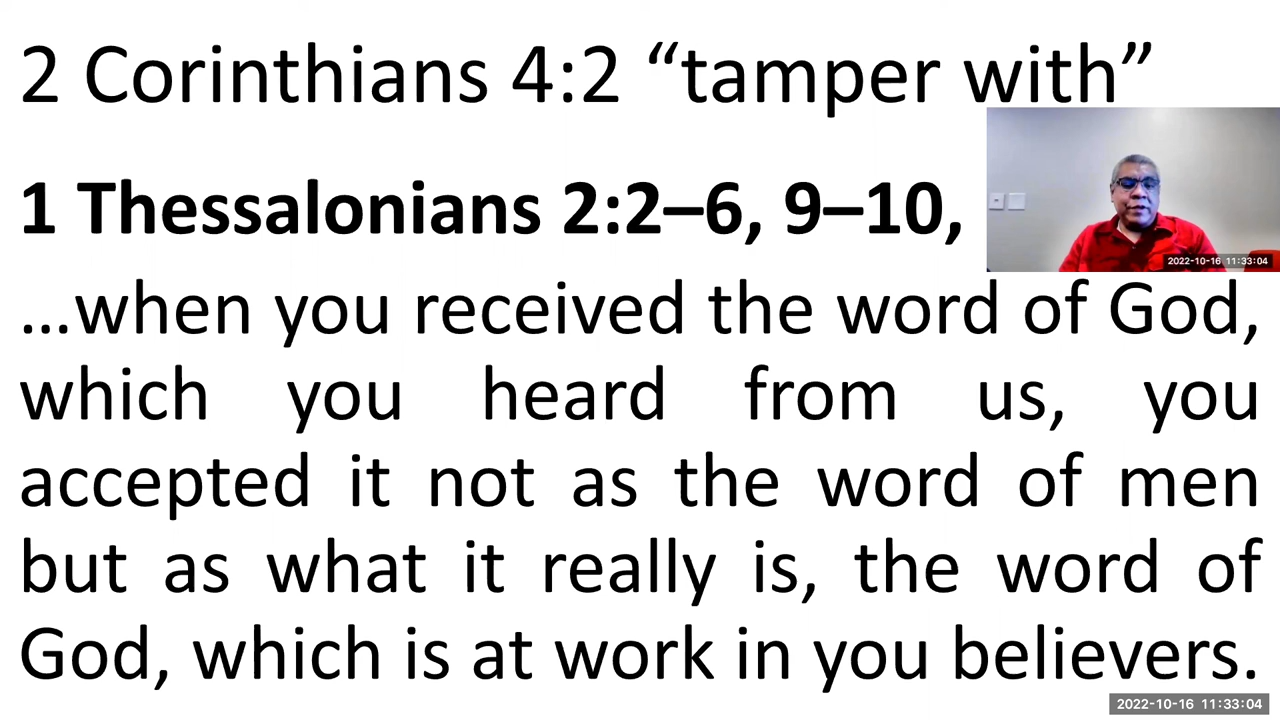 2 Corinthians 4:2 “tamper with”
1 Thessalonians 2:2–6, 9–10,
2022-10-16 11:33:04
…when you received the word of God,
which you heard from us, you
accepted it not as the word of men
but as what it really is, the word of
God, which is at work in you believers.
2022-10-16 11:33:04